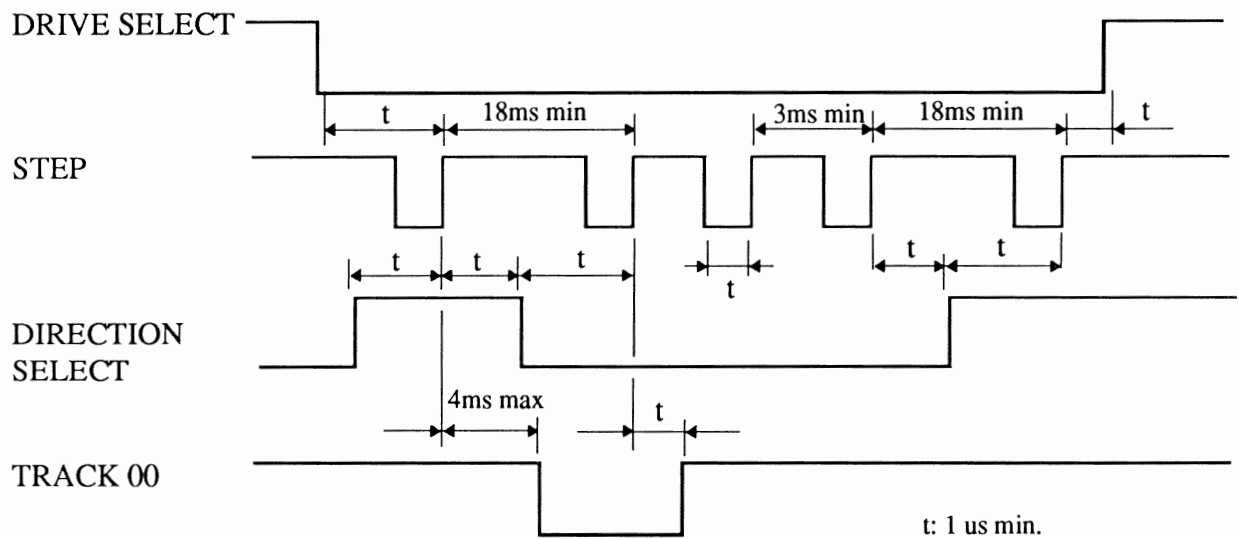 DRIVE SELECT
t 18ms min 3ms min 18ms min t
STEP
t t t t t
t
DIRECTION
SELECT
4ms max t
TRACK 00
t: 1 us min.